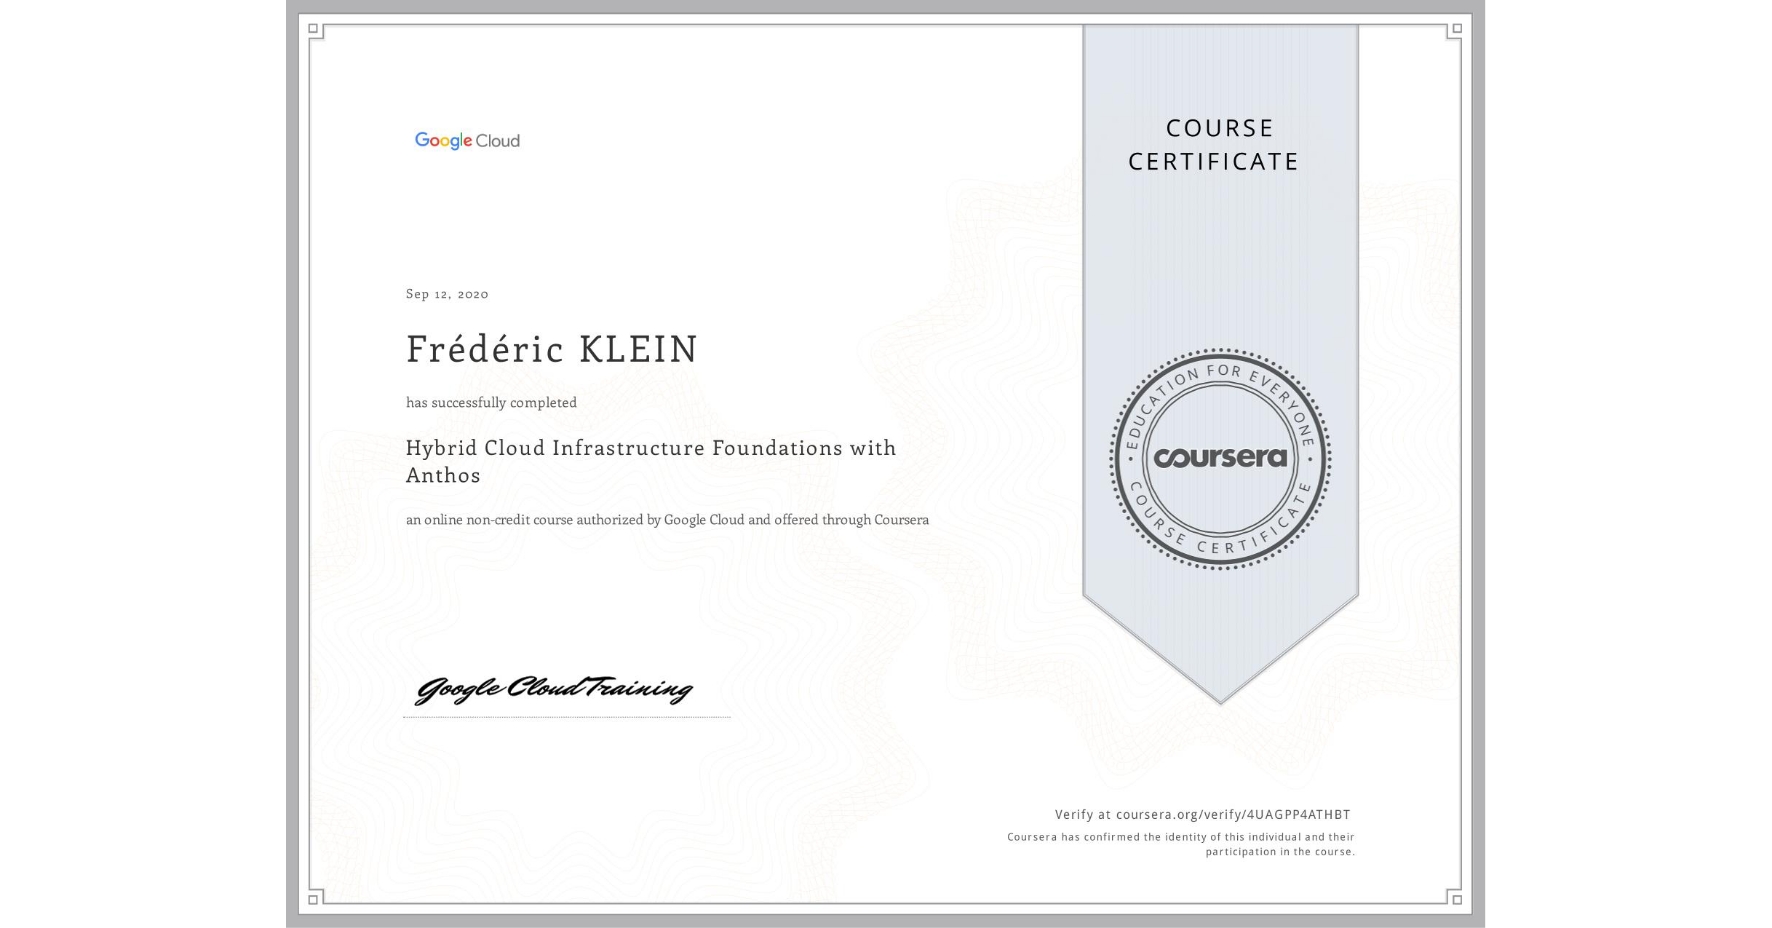 Google Cloud
COURSE
CERTIFICATE
Sep 12, 2020
Frédéric KLEIN
has successfully completed
Hybrid Cloud Infrastructure Foundations with
Anthos
an online non-credit course authorized by Google Cloud and offered through Coursera
EDUCATION FOR EVERYONE
coursera
COURSE CERTIFICATE
Google Cloud Training
Verify at coursera.org/verify/4UAGPP4ATHBT
Coursera has confirmed the identity of this individual and their
participation in the course.